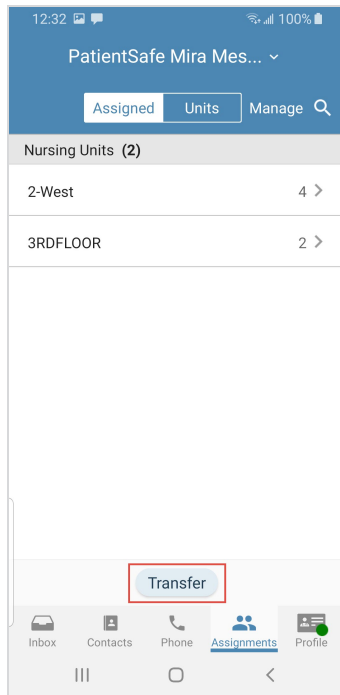 12:32 100%
PatientSafe Mira Mes...
Assigned Units Manage
Nursing Units (2)
2-West 4
3RDFLOOR 2
Transfer
Inbox Contacts Phone Assignments Profile